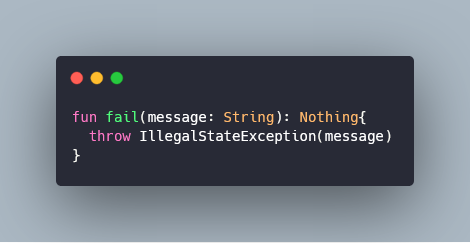 fun fail(message: String): Nothing{
  throw IllegalStateException(message)
}